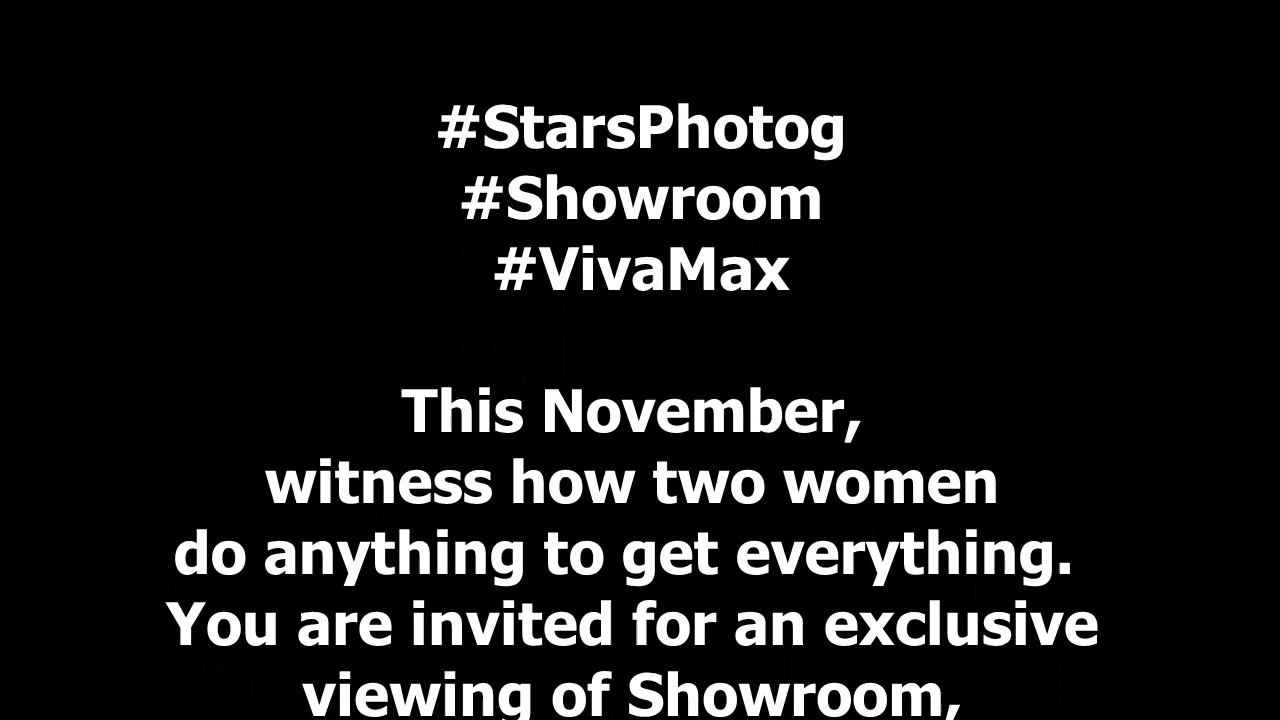 #StarsPhotog
#Showroom
#VivaMax
This November,
witness how two women
do anything to get everything.
You are invited for an exclusive
viewing of Showroom,